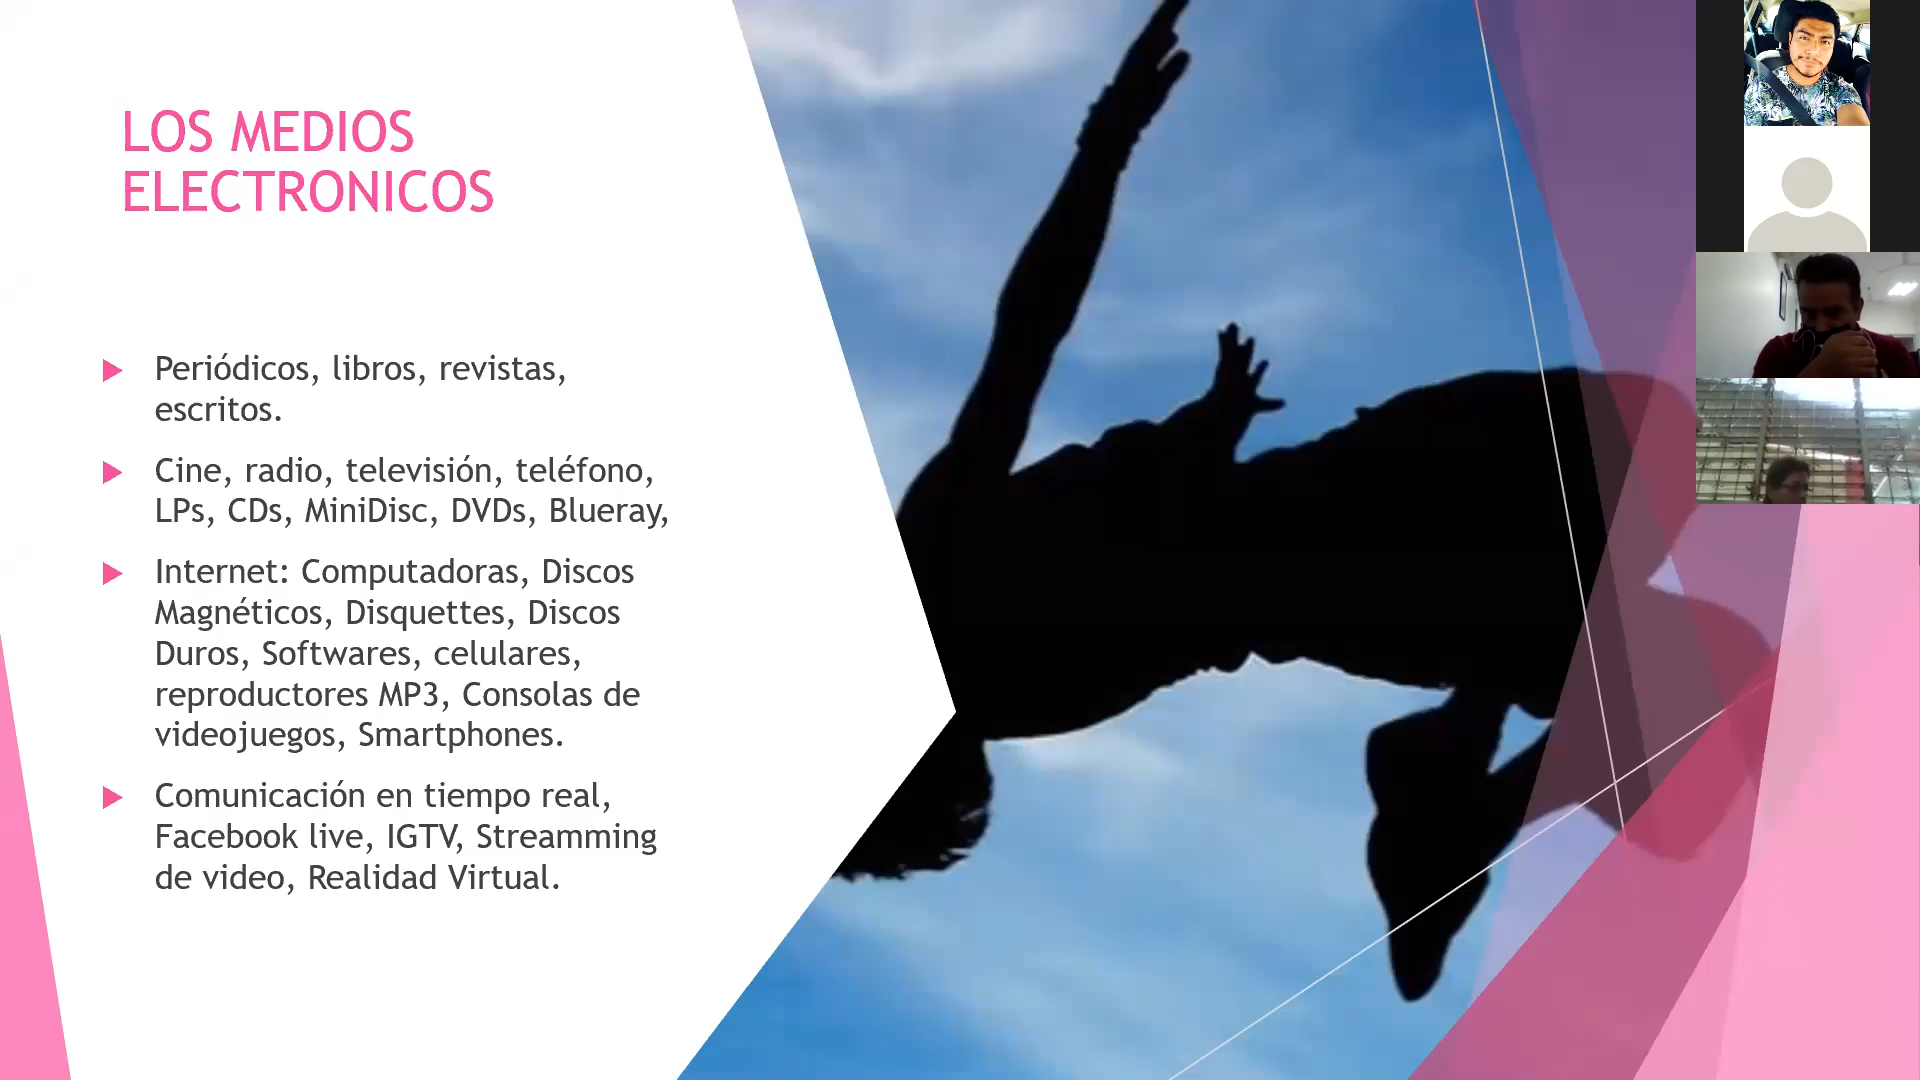 LOS MEDIOS
ELECTRONICOS
Periódicos, libros, revistas,
escritos.
Cine, radio, televisión, teléfono,
LPs, CDs, MiniDisc, DVDs, Blueray,
Internet: Computadoras, Discos
Magnéticos, Disquettes, Discos
Duros, Softwares, celulares,
reproductores MP3, Consolas de
videojuegos, Smartphones.
Comunicación en tiempo real,
Facebook live, IGTV, Streamming
de video, Realidad Virtual.